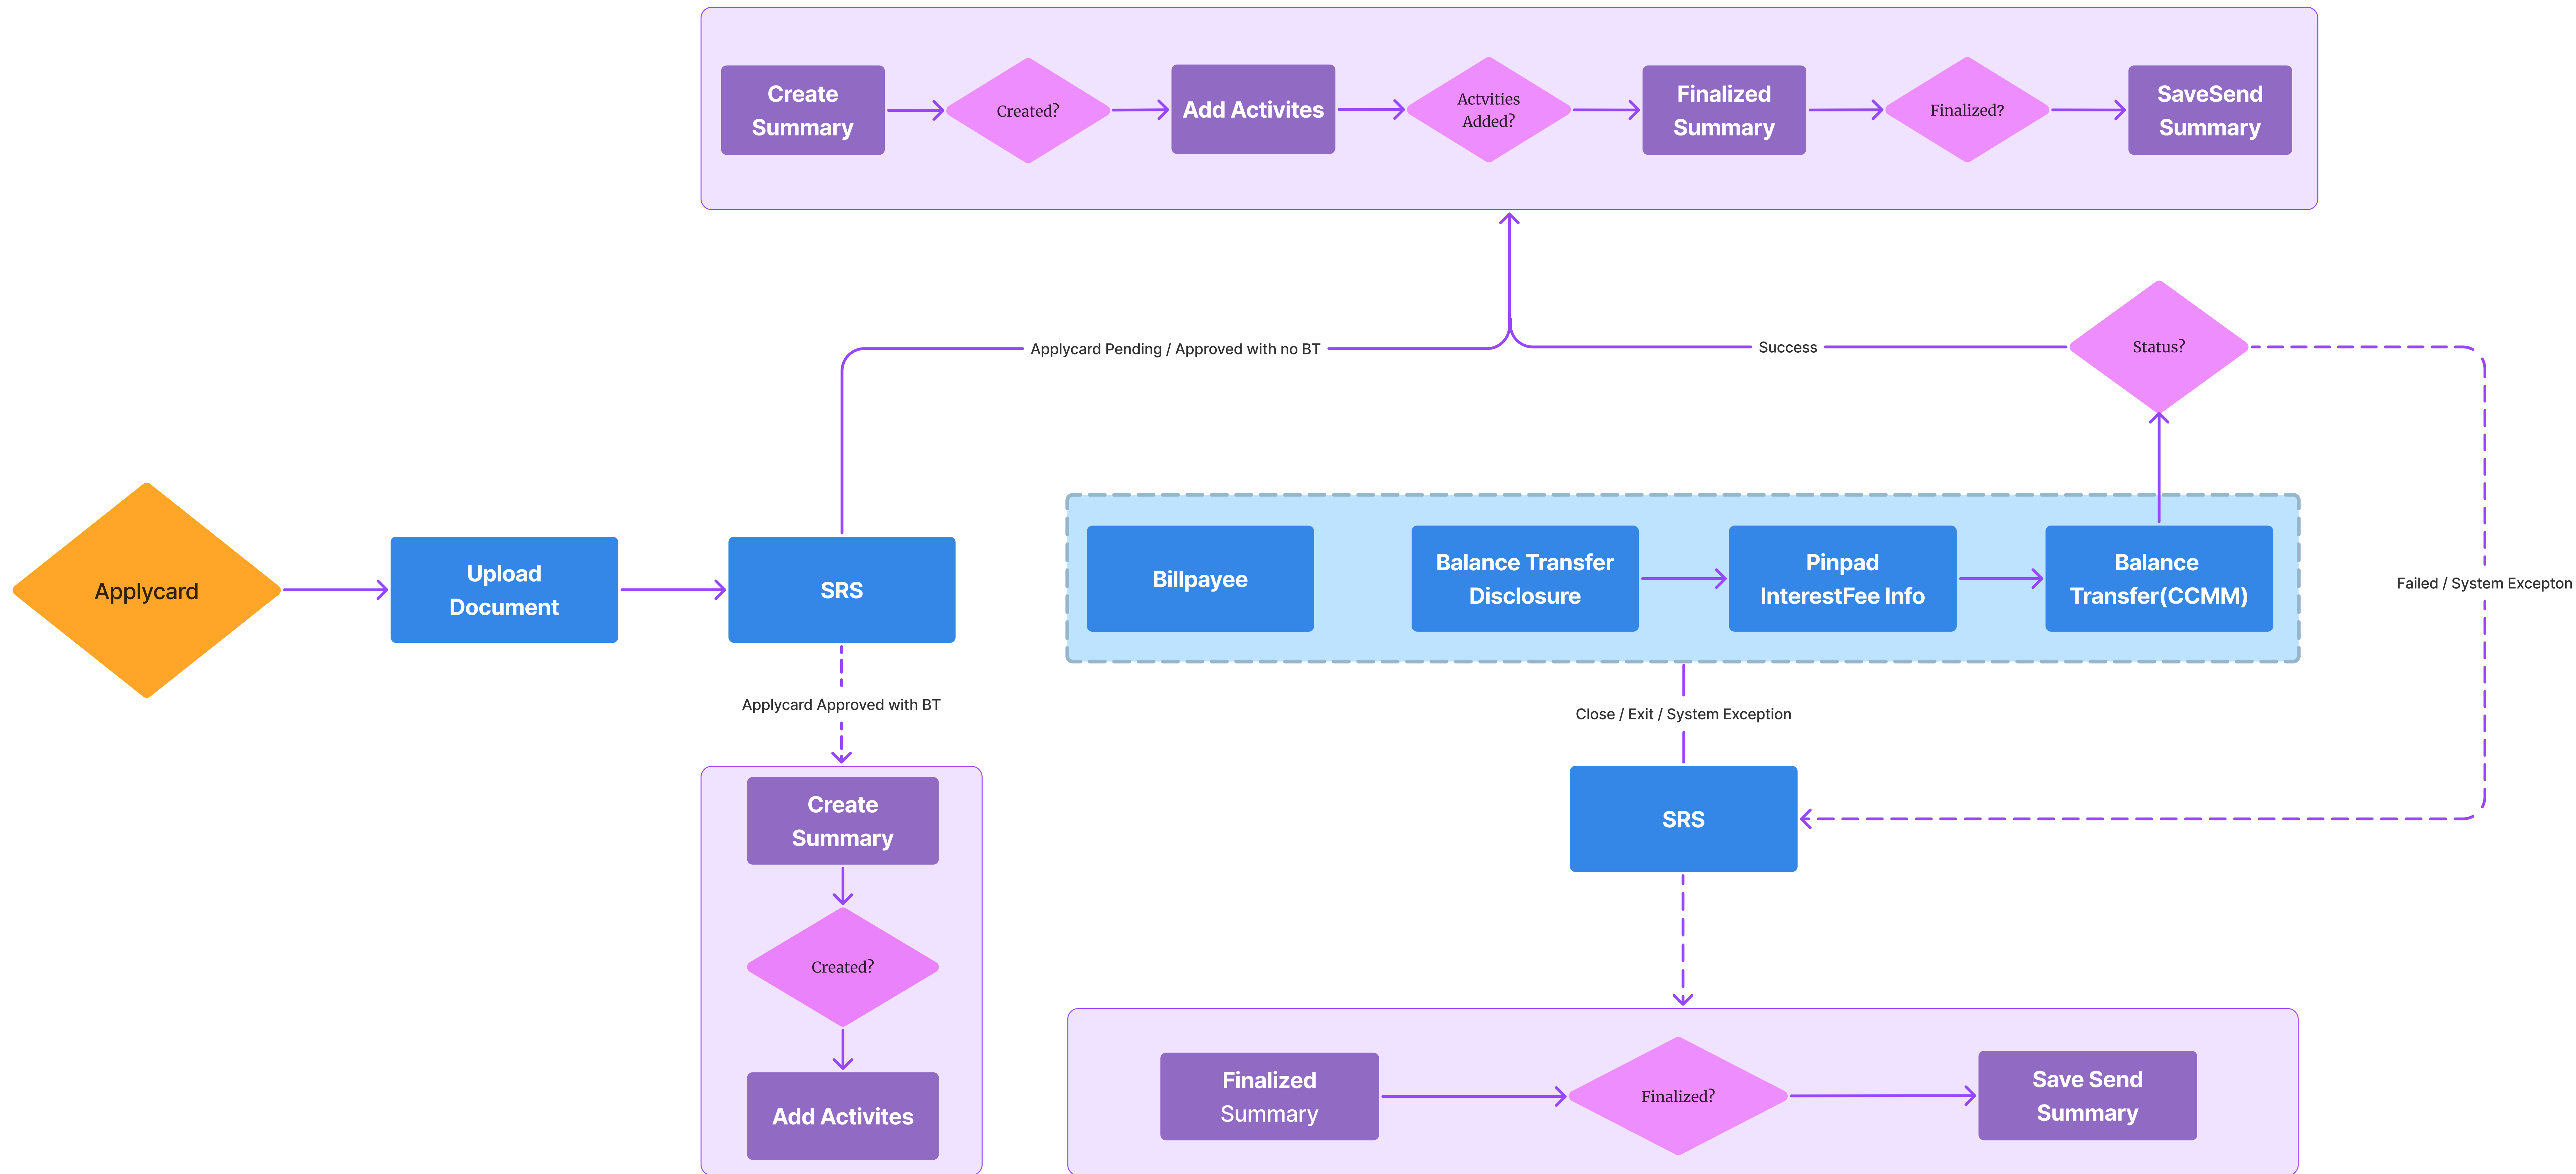 Create
Summary
Created?
Add Activites
Actvities
Added?
Finalized
Summary
Finalized?
SaveSend
Summary
Applycard Pending / Approved with no BT
Success
Status?
Applycard
Upload
Document
SRS
Billpayee
Balance Transfer
Disclosure
Pinpad
InterestFee Info
Balance
Transfer(CCMM)
Failed / System Excepton
Applycard Approved with BT
Close / Exit / System Exception
Create
Summary
Created?
Add Activites
SRS
Finalized
Summary
Finalized?
Save Send
Summary